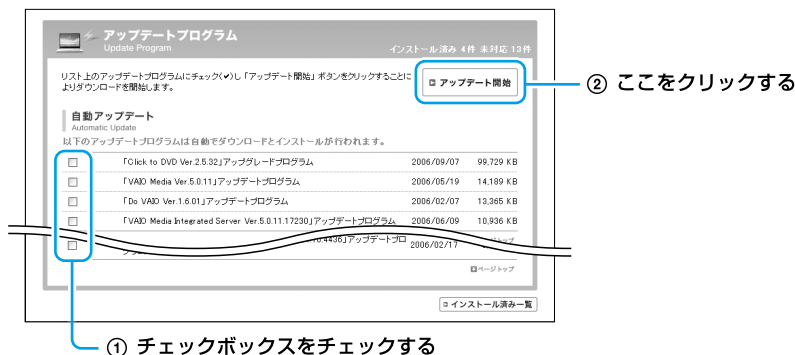 アップデートプログラム
Update Program
インストール済み 4件 未対応 13件
リスト上のアップデートプログラムにチェック(✔)し「アップデート開始」ボタンをクリックすることに
よりダウンロードを開始します。
アップデート開始
② ここをクリックする
自動アップデート
Automatic Update
以下のアップデートプログラムは自動でダウンロードとインストールが行われます。
「Click to DVD Ver.2.5.32」アップグレードプログラム 2006/09/07 99,729 KB
「VAIO Media Ver.5.0.11」アップデートプログラム 2006/05/19 14,189 KB
「Do VAIO Ver.1.6.01」アップデートプログラム 2006/02/07 13,365 KB
「VAIO Media Integrated Server Ver.5.0.11.17230」アップデートプログラム 2006/06/09 10,936 KB
.4436」アップデートプロ 2006/02/17
ページトップ
インストール済み一覧
① チェックボックスをチェックする